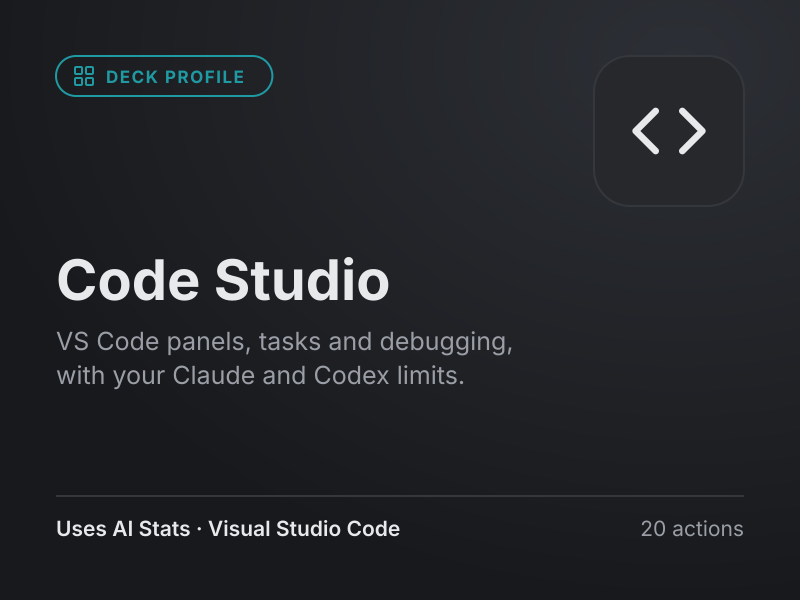 DECK PROFILE
Code Studio
VS Code panels, tasks and debugging,
with your Claude and Codex limits.
Uses AI Stats · Visual Studio Code
20 actions